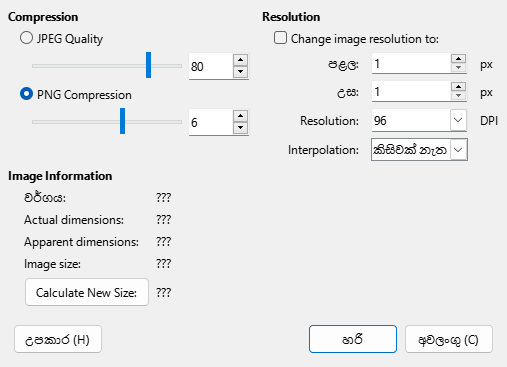 Compression
JPEG Quality
80
PNG Compression
6
Resolution
Change image resolution to:
පළල: 1 px
උස: 1 px
Resolution: 96 DPI
Interpolation: කිසිවක් නැත
Image Information
වර්ගය: ???
Actual dimensions: ???
Apparent dimensions: ???
Image size: ???
Calculate New Size: ???
උපකාර (H)
හරි
අවලංගු (C)